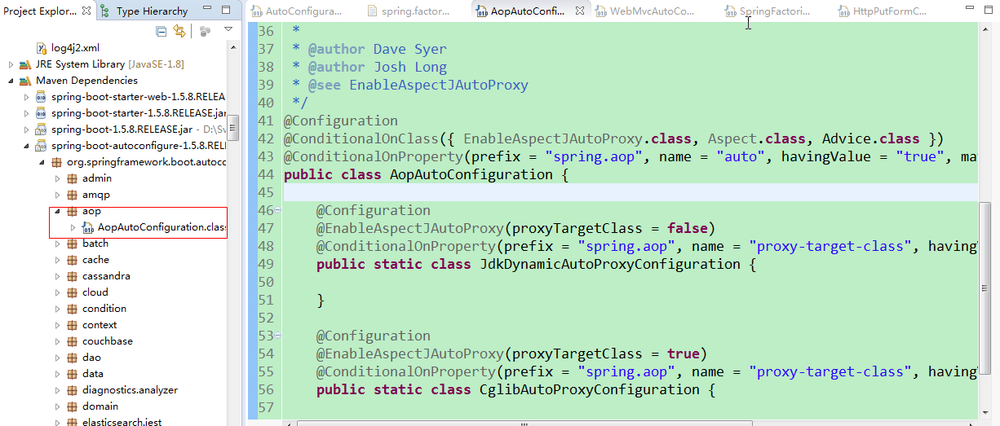 Project Explor...
Type Hierarchy
log4j2.xml
JRE System Library [JavaSE-1.8]
Maven Dependencies
spring-boot-starter-web-1.5.8.RELEA
spring-boot-starter-1.5.8.RELEASE.jar
spring-boot-1.5.8.RELEASE.jar - D:\Sv
spring-boot-autoconfigure-1.5.8.REL
org.springframework.boot.autoco
admin
amqp
aop
AopAutoConfiguration.class
batch
cache
cassandra
cloud
condition
context
couchbase
dao
data
diagnostics.analyzer
domain
elasticsearch.jest
AutoConfigura...
spring.factor...
AopAutoConfi...
WebMvcAutoCo...
SpringFactori...
HttpPutFormC...
36 *
37 * @author Dave Syer
38 * @author Josh Long
39 * @see EnableAspectJAutoProxy
40 */
41 @Configuration
42 @ConditionalOnClass({ EnableAspectJAutoProxy.class, Aspect.class, Advice.class })
43 @ConditionalOnProperty(prefix = "spring.aop", name = "auto", havingValue = "true", ma
44 public class AopAutoConfiguration {
45
46 @Configuration
47 @EnableAspectJAutoProxy(proxyTargetClass = false)
48 @ConditionalOnProperty(prefix = "spring.aop", name = "proxy-target-class", having
49 public static class JdkDynamicAutoProxyConfiguration {
50
51 }
52
53 @Configuration
54 @EnableAspectJAutoProxy(proxyTargetClass = true)
55 @ConditionalOnProperty(prefix = "spring.aop", name = "proxy-target-class", having
56 public static class CglibAutoProxyConfiguration {
57